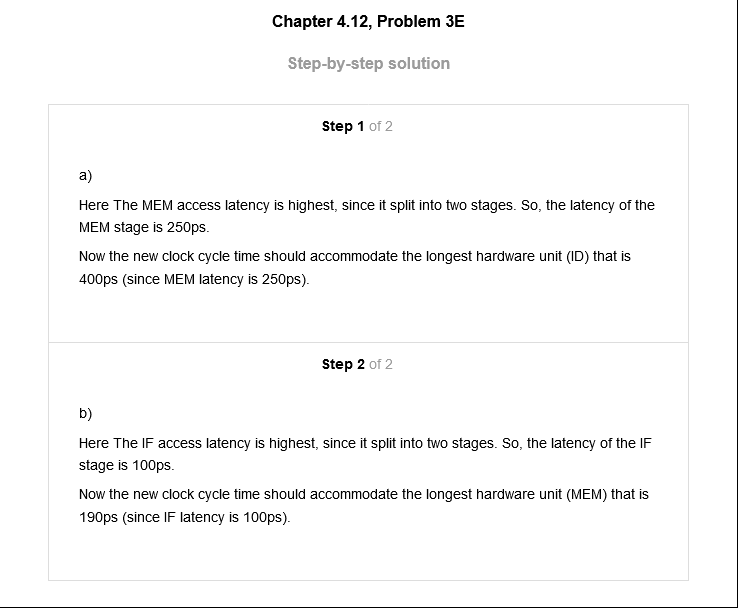 Chapter 4.12, Problem 3E
Step-by-step solution
Step 1 of 2
a)
Here The MEM access latency is highest, since it split into two stages. So, the latency of the
MEM stage is 250ps.
Now the new clock cycle time should accommodate the longest hardware unit (ID) that is
400ps (since MEM latency is 250ps).
Step 2 of 2
b)
Here The IF access latency is highest, since it split into two stages. So, the latency of the IF
stage is 100ps.
Now the new clock cycle time should accommodate the longest hardware unit (MEM) that is
190ps (since IF latency is 100ps).